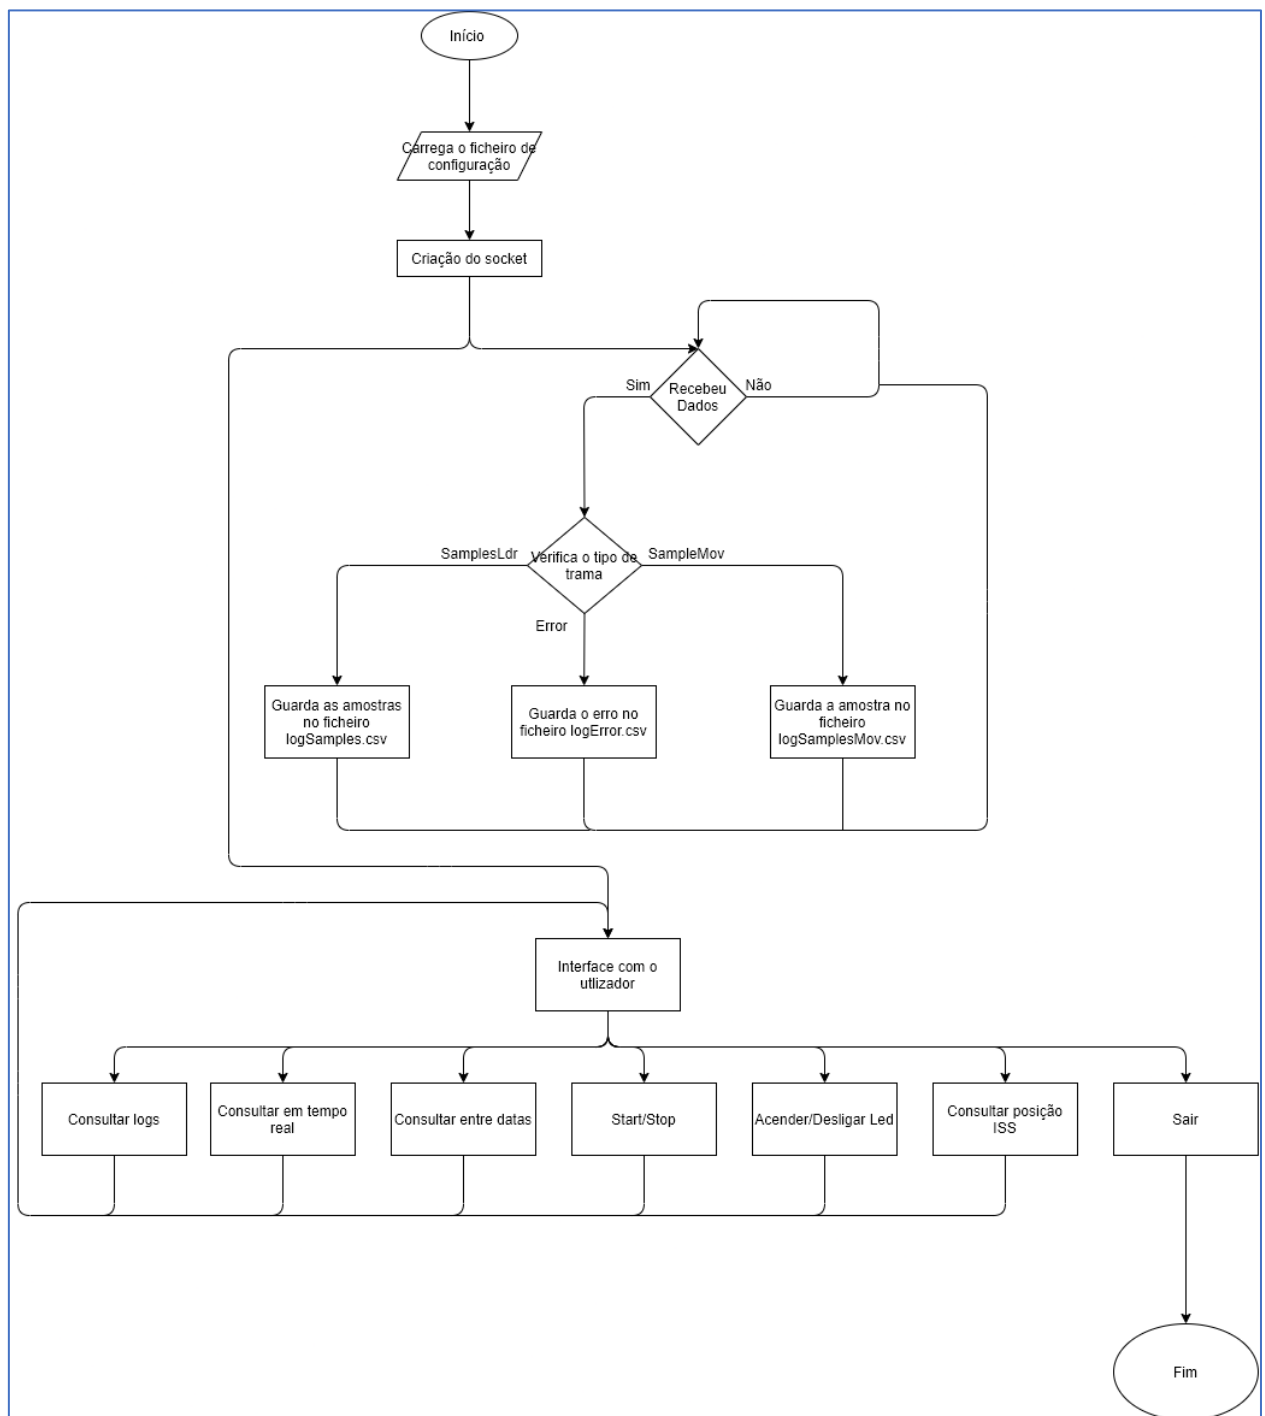 Início
Carrega o ficheiro de
configuração
Criação do socket
Sim
Recebeu
Dados
Não
SamplesLdr
Verifica o tipo de
trama
SampleMov
Error
Guarda as amostras
no ficheiro
logSamples.csv
Guarda o erro no
ficheiro logError.csv
Guarda a amostra no
ficheiro
logSamplesMov.csv
Interface com o
utlizador
Consultar logs
Consultar em tempo
real
Consultar entre datas
Start/Stop
Acender/Desligar Led
Consultar posição
ISS
Sair
Fim